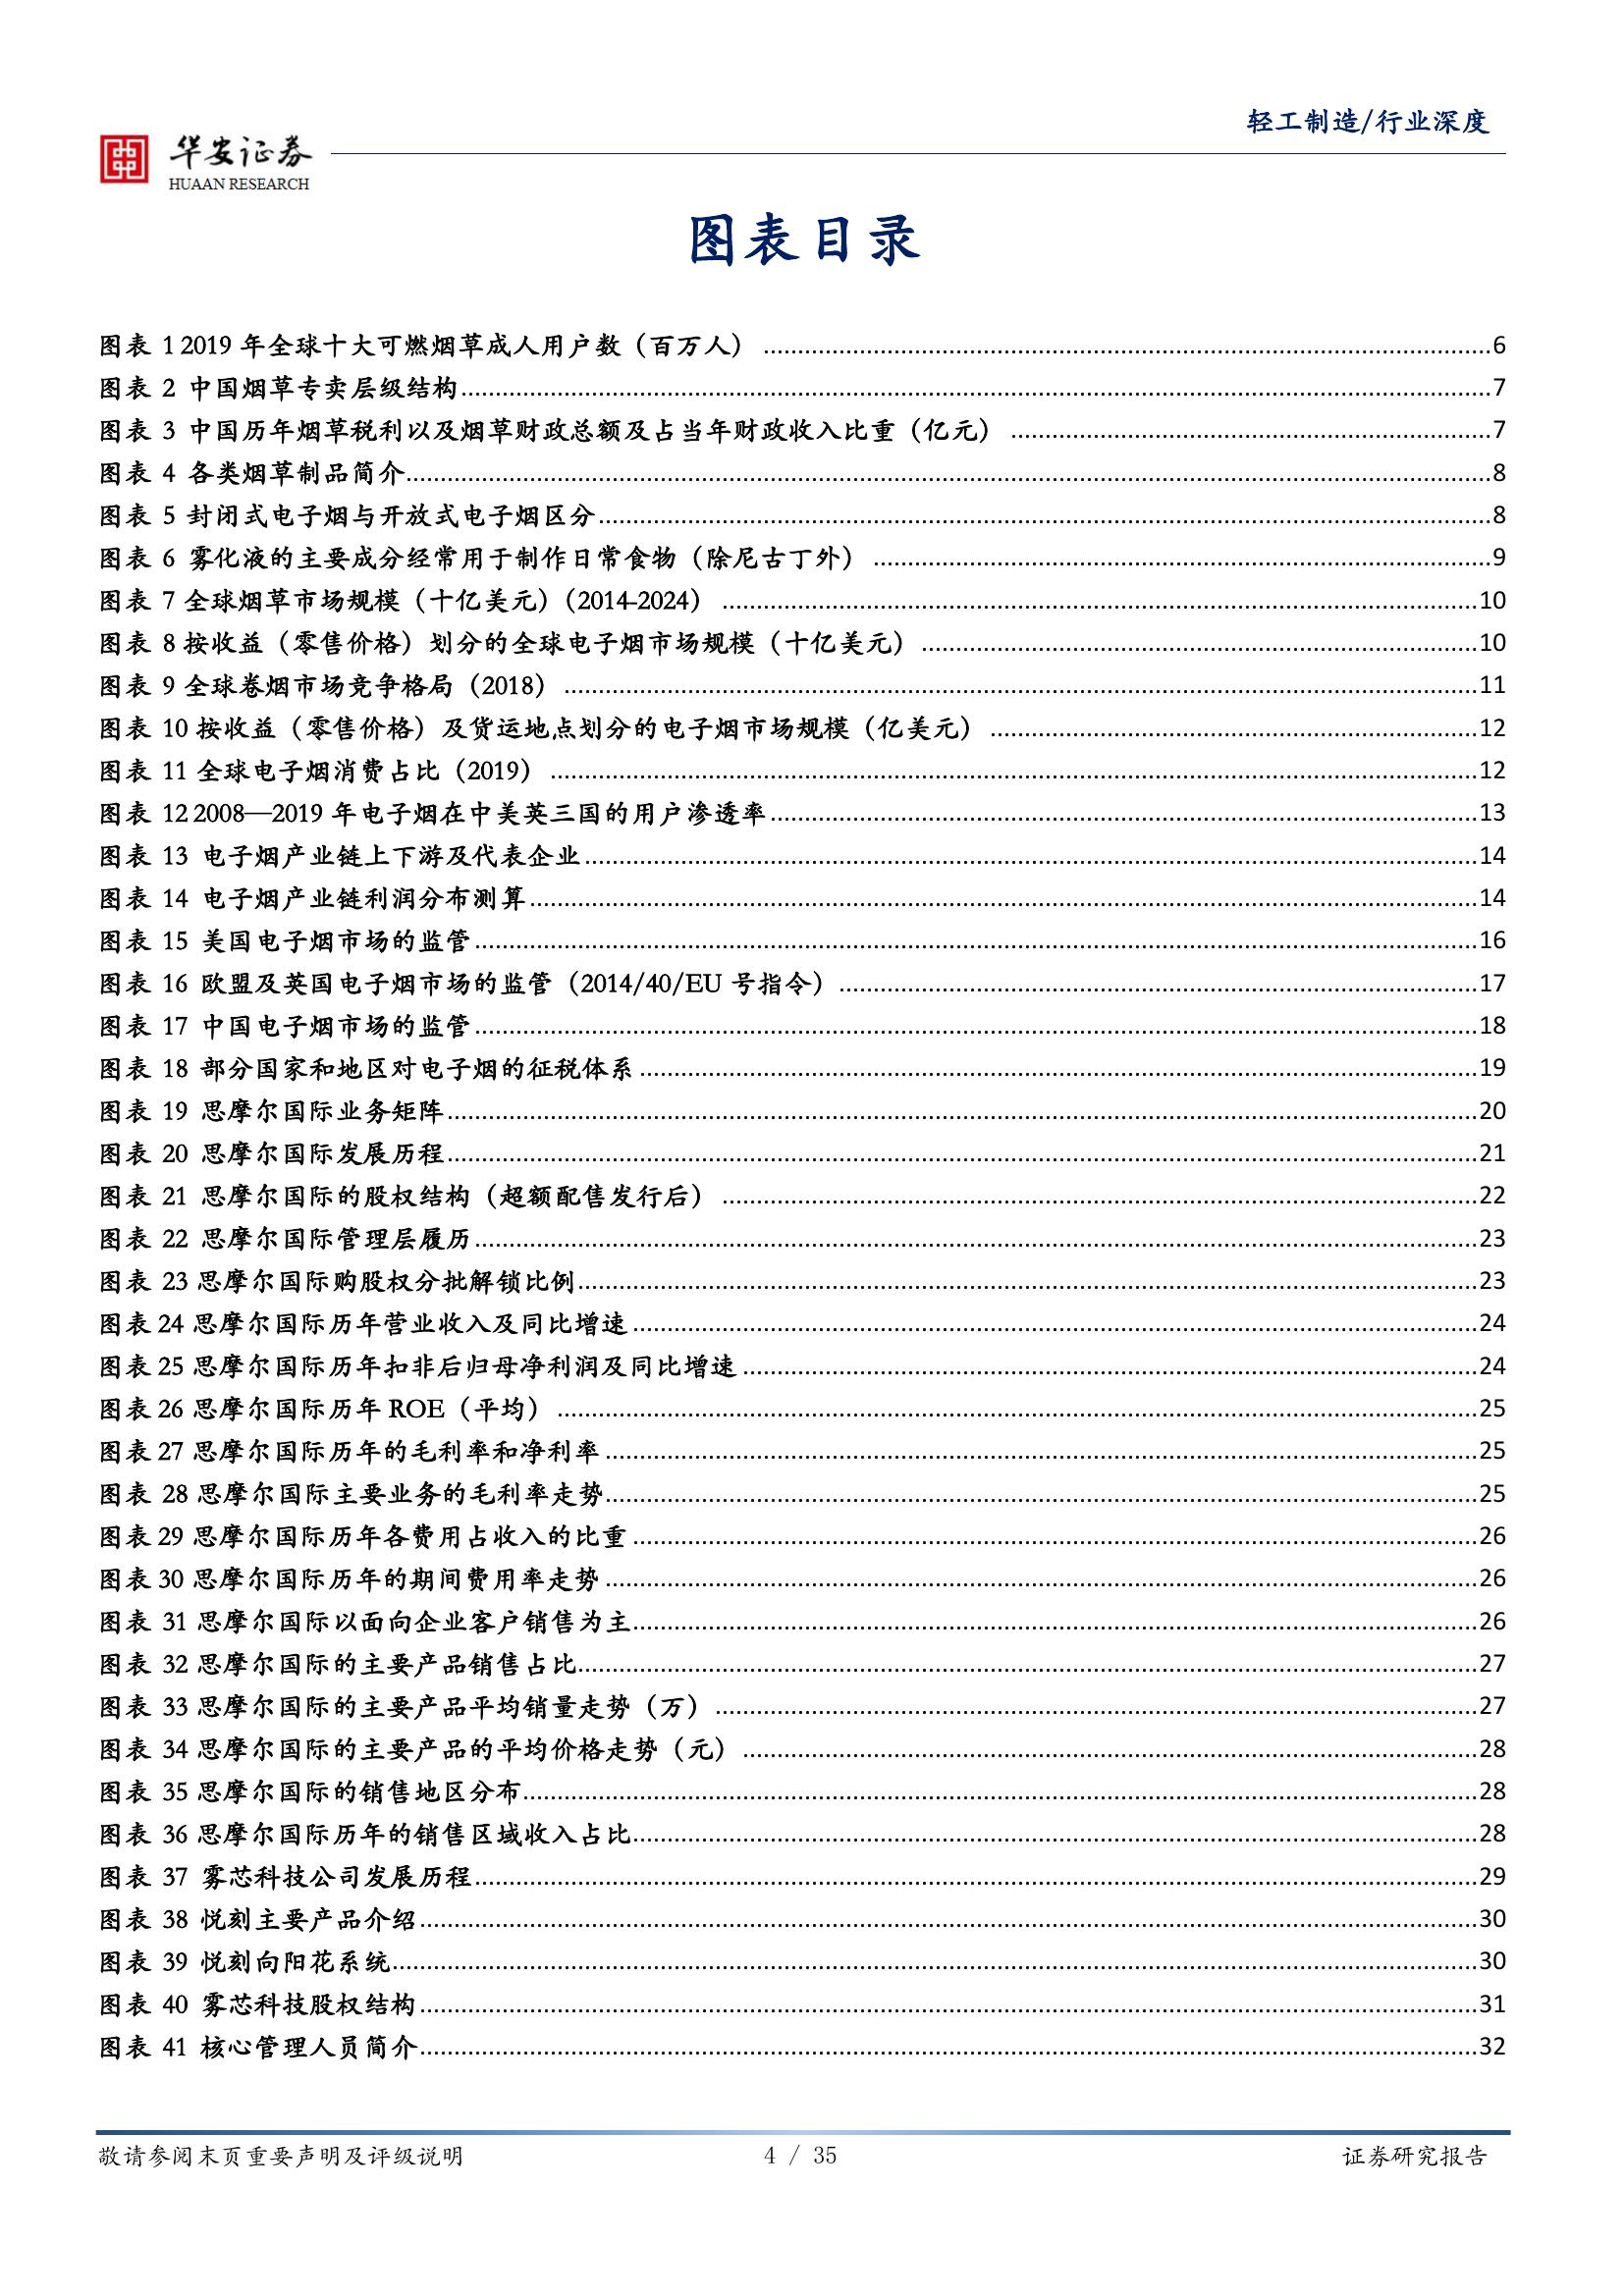 轻工制造/行业深度
华安证券
HUAAN RESEARCH
图表目录
图表 1 2019 年全球十大可燃烟草成人用户数（百万人）...........6
图表 2 中国烟草专卖层级结构...........7
图表 3 中国历年烟草税利以及烟草财政总额及占当年财政收入比重（亿元）...........7
图表 4 各类烟草制品简介...........8
图表 5 封闭式电子烟与开放式电子烟区分...........8
图表 6 雾化液的主要成分经常用于制作日常食物（除尼古丁外）...........9
图表 7 全球烟草市场规模（十亿美元）（2014-2024）...........10
图表 8 按收益（零售价格）划分的全球电子烟市场规模（十亿美元）...........10
图表 9 全球卷烟市场竞争格局（2018）...........11
图表 10 按收益（零售价格）及货运地点划分的电子烟市场规模（亿美元）...........12
图表 11 全球电子烟消费占比（2019）...........12
图表 12 2008—2019 年电子烟在中美英三国的用户渗透率...........13
图表 13 电子烟产业链上下游及代表企业...........14
图表 14 电子烟产业链利润分布测算...........14
图表 15 美国电子烟市场的监管...........16
图表 16 欧盟及英国电子烟市场的监管（2014/40/EU 号指令）...........17
图表 17 中国电子烟市场的监管...........18
图表 18 部分国家和地区对电子烟的征税体系...........19
图表 19 思摩尔国际业务矩阵...........20
图表 20 思摩尔国际发展历程...........21
图表 21 思摩尔国际的股权结构（超额配售发行后）...........22
图表 22 思摩尔国际管理层履历...........23
图表 23 思摩尔国际购股权分批解锁比例...........23
图表 24 思摩尔国际历年营业收入及同比增速...........24
图表 25 思摩尔国际历年扣非后归母净利润及同比增速...........24
图表 26 思摩尔国际历年 ROE（平均）...........25
图表 27 思摩尔国际历年的毛利率和净利率...........25
图表 28 思摩尔国际主要业务的毛利率走势...........25
图表 29 思摩尔国际历年各费用占收入的比重...........26
图表 30 思摩尔国际历年的期间费用率走势...........26
图表 31 思摩尔国际以面向企业客户销售为主...........26
图表 32 思摩尔国际的主要产品销售占比...........27
图表 33 思摩尔国际的主要产品平均销量走势（万）...........27
图表 34 思摩尔国际的主要产品的平均价格走势（元）...........28
图表 35 思摩尔国际的销售地区分布...........28
图表 36 思摩尔国际历年的销售区域收入占比...........28
图表 37 雾芯科技公司发展历程...........29
图表 38 悦刻主要产品介绍...........30
图表 39 悦刻向阳花系统...........30
图表 40 雾芯科技股权结构...........31
图表 41 核心管理人员简介...........32
敬请参阅末页重要声明及评级说明
4 / 35
证券研究报告